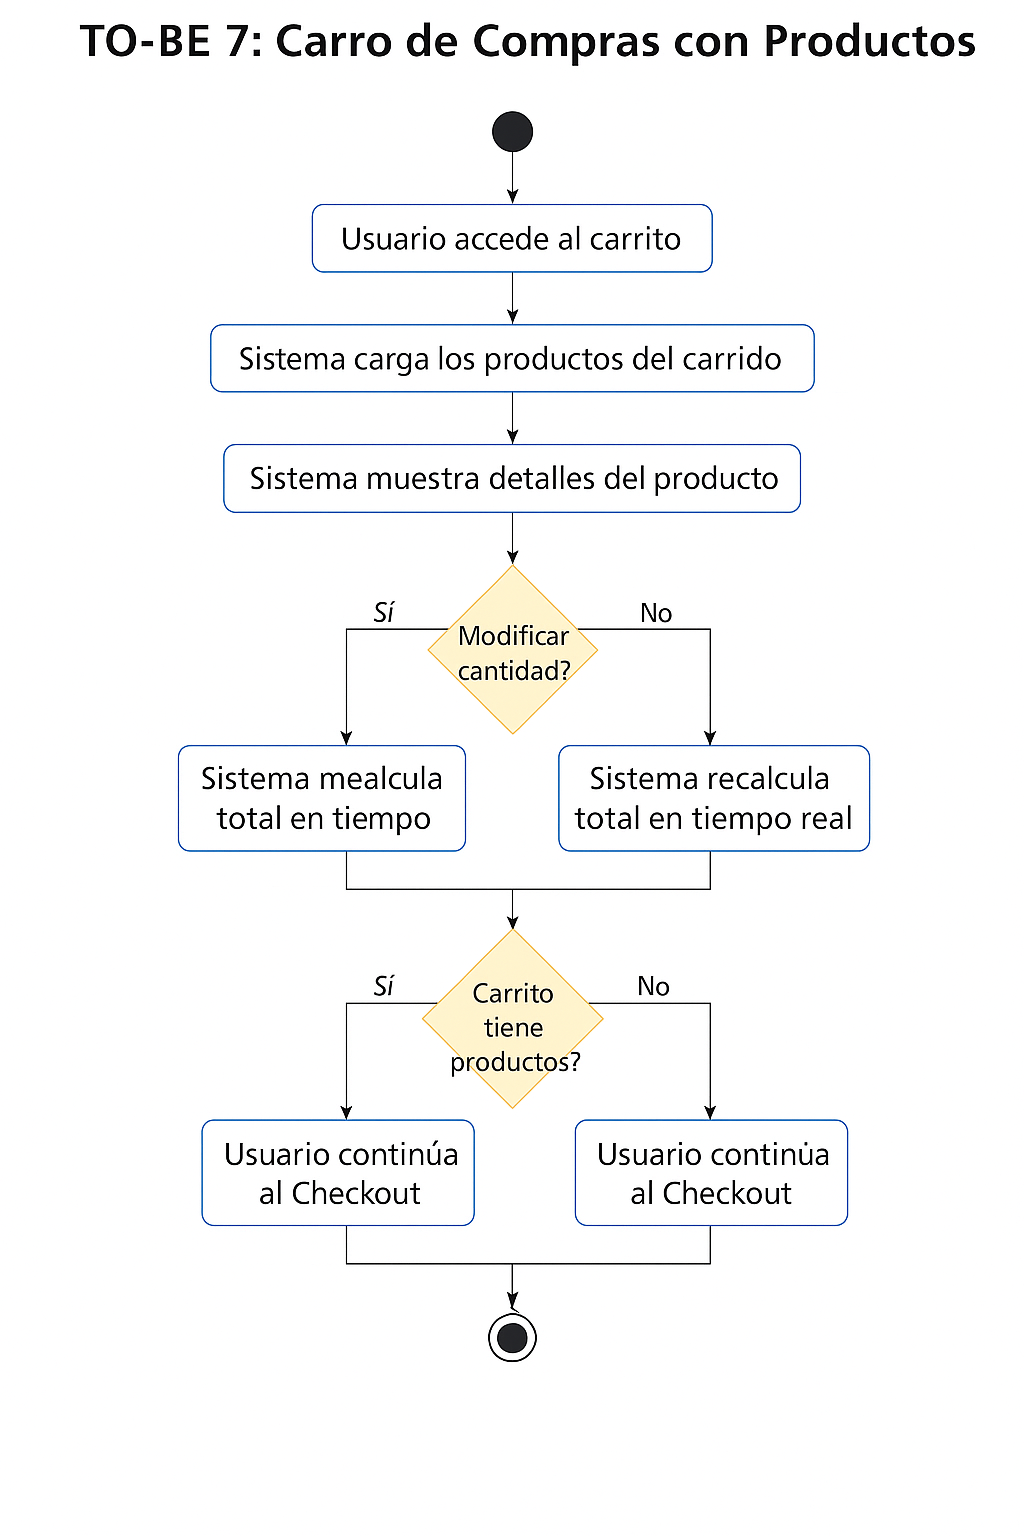 TO-BE 7: Carro de Compras con Productos
Usuario accede al carrito
Sistema carga los productos del carrido
Sistema muestra detalles del producto
Sí
No
Modificar
cantidad?
Sistema mealcula
total en tiempo
Sistema recalcula
total en tiempo real
Sí
No
Carrito
tiene
productos?
Usuario continúa
al Checkout
Usuario continúa
al Checkout